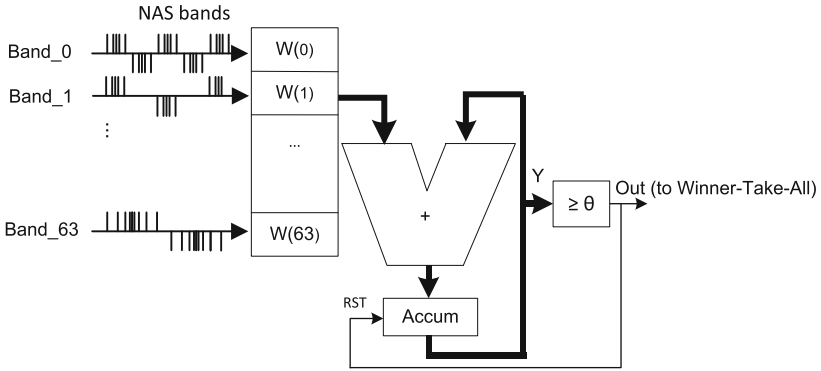 NAS bands
Band_0
W(0)
Band_1
W(1)
⋮
...
Band_63
W(63)
+
Y
≥ θ
Out (to Winner-Take-All)
RST
Accum